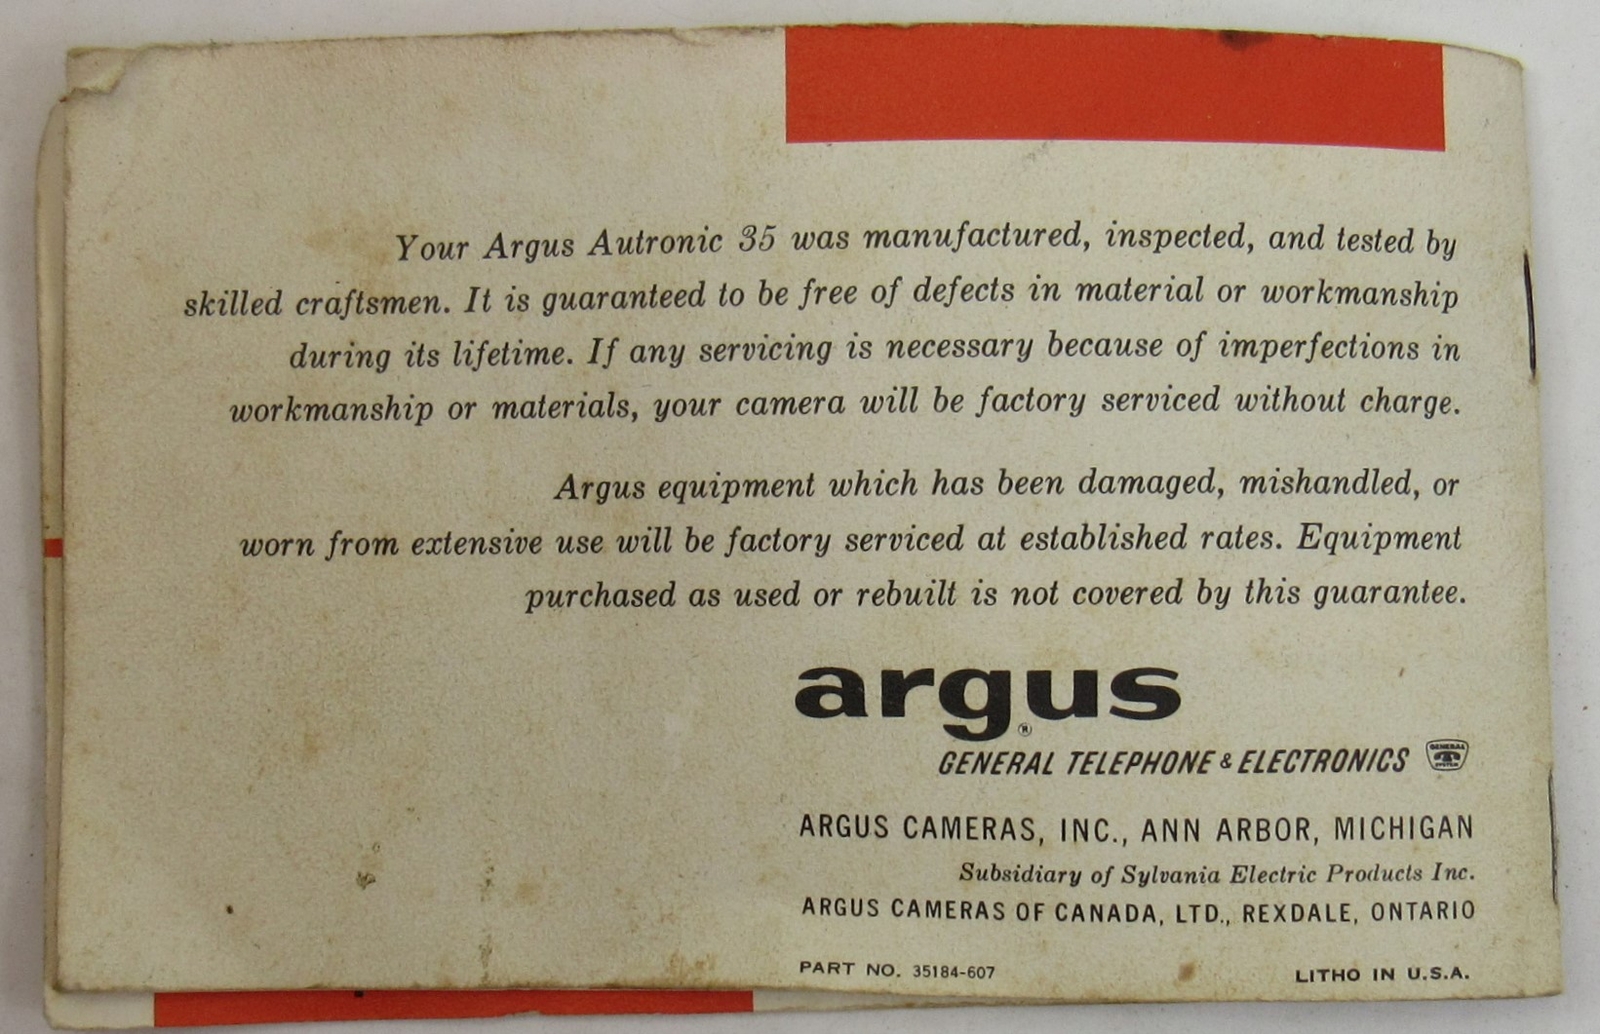 Your Argus Autronic 35 was manufactured, inspected, and tested by
skilled craftsmen. It is guaranteed to be free of defects in material or workmanship
during its lifetime. If any servicing is necessary because of imperfections in
workmanship or materials, your camera will be factory serviced without charge.
Argus equipment which has been damaged, mishandled, or
worn from extensive use will be factory serviced at established rates. Equipment
purchased as used or rebuilt is not covered by this guarantee.
argus®
GENERAL TELEPHONE & ELECTRONICS
GENERAL
SYSTEM
ARGUS CAMERAS, INC., ANN ARBOR, MICHIGAN
Subsidiary of Sylvania Electric Products Inc.
ARGUS CAMERAS OF CANADA, LTD., REXDALE, ONTARIO
PART NO. 35184-607 LITHO IN U.S.A.